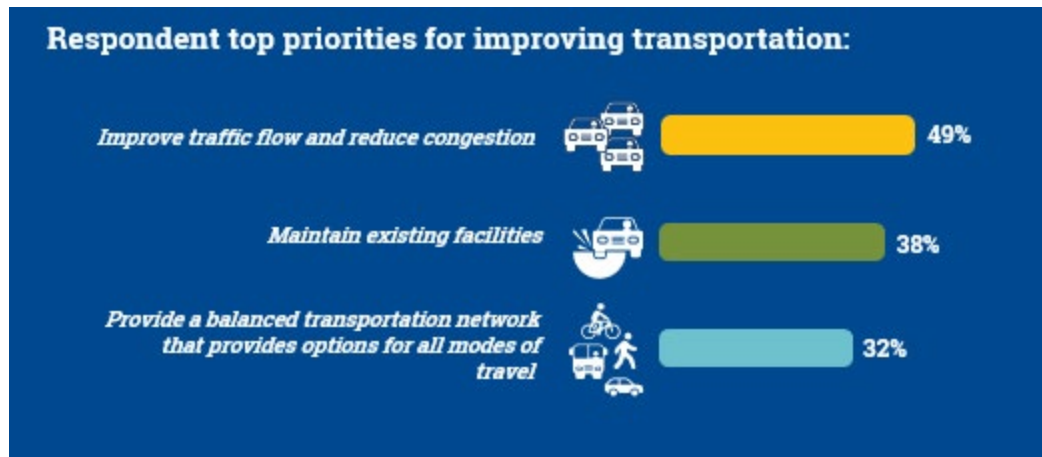 Respondent top priorities for improving transportation:
Improve traffic flow and reduce congestion
49%
Maintain existing facilities
38%
Provide a balanced transportation network
that provides options for all modes of
travel
32%